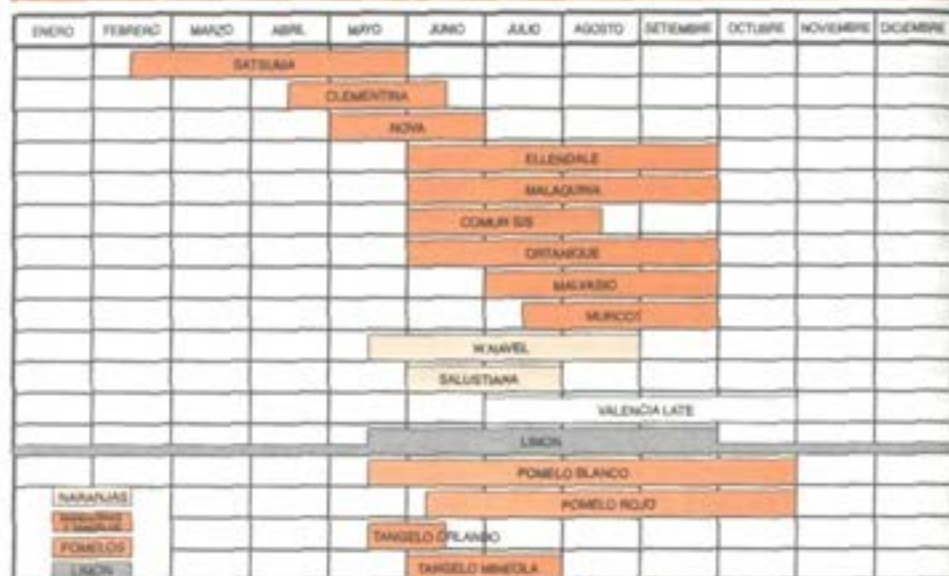 ENERO FEBRERO MARZO ABRIL MAYO JUNIO JULIO AGOSTO SETIEMBRE OCTUBRE NOVIEMBRE DICIEMBRE
SATSUMA
CLEMENTINA
NOVA
ELLENDALE
MALAQUINA
COMUN
ORTANIQUE
MALVASIO
MURCOT
W.NAVEL
SALUSTIANA
VALENCIA LATE
LIMON
POMELO BLANCO
NARANJAS
POMELO ROJO
TANGELO ORLANDO
POMELOS
TANGELO MINEOLA
LIMON